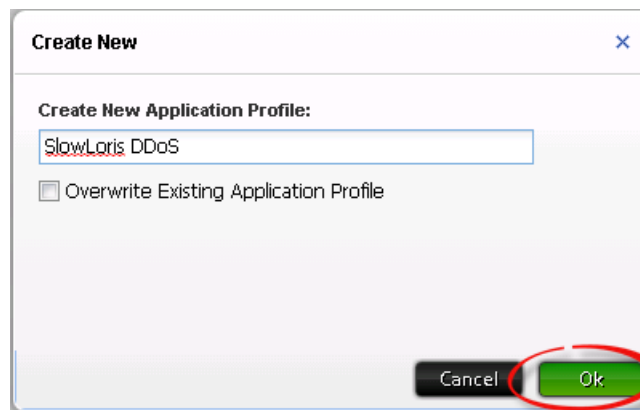 Create New
Create New Application Profile:
SlowLoris DDoS
Overwrite Existing Application Profile
Cancel
Ok